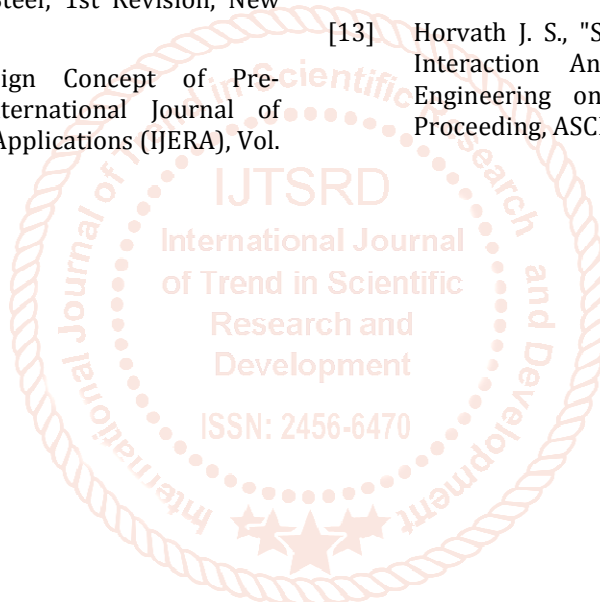 Steel, 1st Revision, New
ign Concept of Pre-
ternational Journal of
Applications (IJERA), Vol.
[13] Horvath J. S., "S
Interaction An
Engineering on
Proceeding, ASC
International Journal of Trend in Scientific Research and Development
IJTSRD
International Journal
of Trend in Scientific
Research and
Development
ISSN: 2456-6470